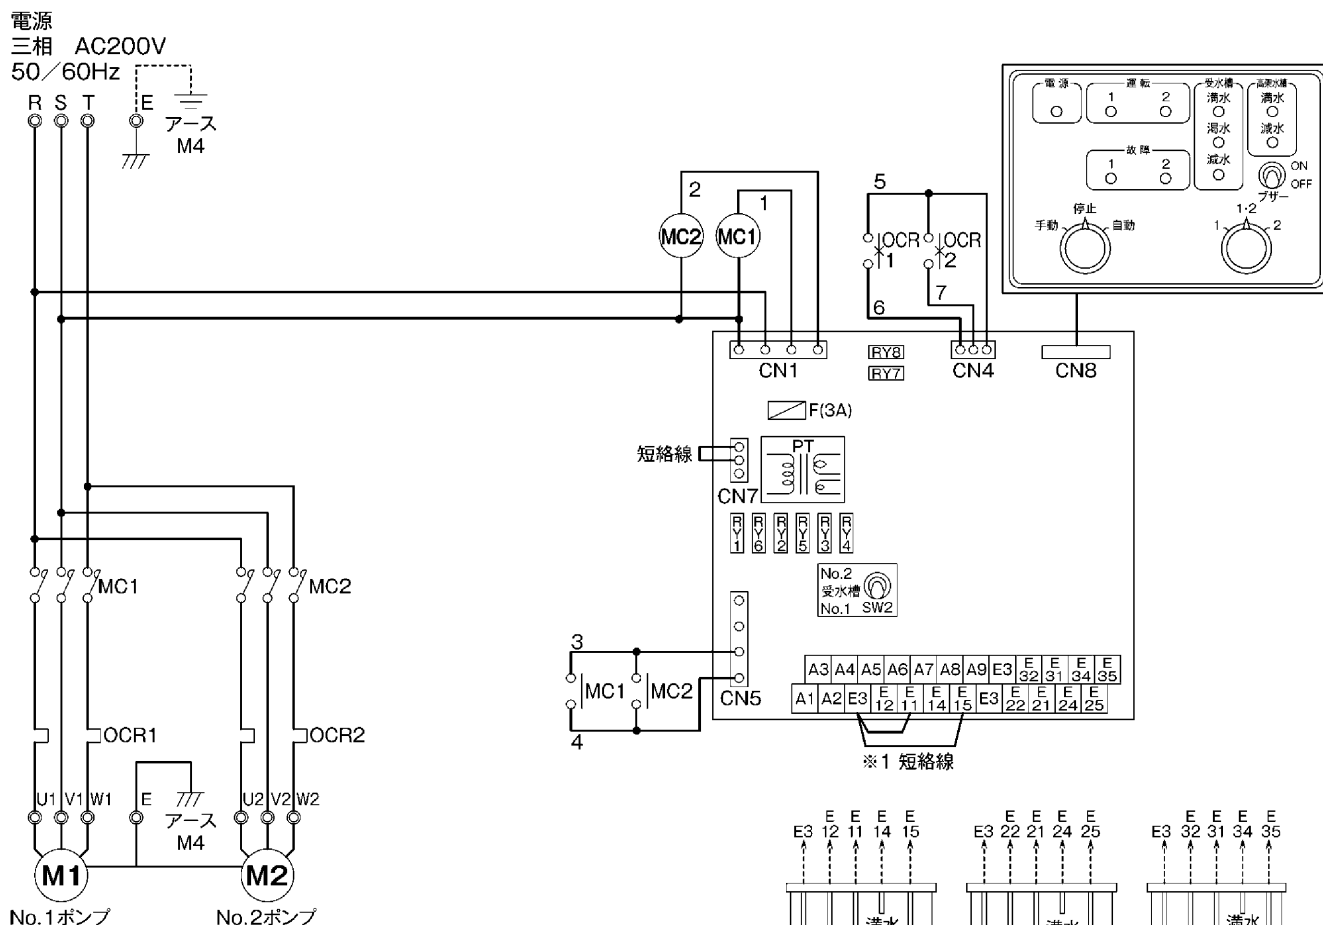 電源
三相 AC200V
50/60Hz
R S T E
アース
M4
電源
運転
1 2
受水槽
満水
渇水
減水
高架水槽
満水
減水
故障
1 2
ON
OFF
ブザー
手動 停止 自動
1 1・2 2
2 1
MC2 MC1
5
OCR
1
OCR
2
6 7
CN1
RY8
RY7
CN4
CN8
F(3A)
短絡線
CN7
PT
RY1 RY6 RY2 RY5 RY3 RY4
No.2
受水槽
No.1 SW2
MC1 MC2
3
MC1 MC2
4
CN5
A3 A4 A5 A6 A7 A8 A9 E3 E32 E31 E34 E35
A1 A2 E3 E12 E11 E14 E15 E3 E22 E21 E24 E25
※1 短絡線
OCR1 OCR2
U1 V1 W1 E U2 V2 W2
アース
M4
M1 M2
No.1ポンプ No.2ポンプ
E3 E12 E11 E14 E15
E3 E22 E21 E24 E25
E3 E32 E31 E34 E35
満水 満水 満水